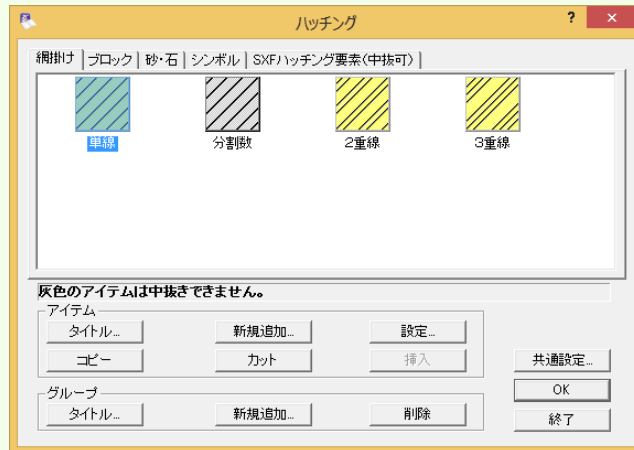 ハッチング
? ×
網掛け ブロック 砂・石 シンボル SXFハッチング要素(中抜可)
単線 分割数 2重線 3重線
灰色のアイテムは中抜きできません。
アイテム
タイトル... 新規追加... 設定...
コピー カット 挿入 共通設定...
グループ OK
タイトル... 新規追加... 削除 終了